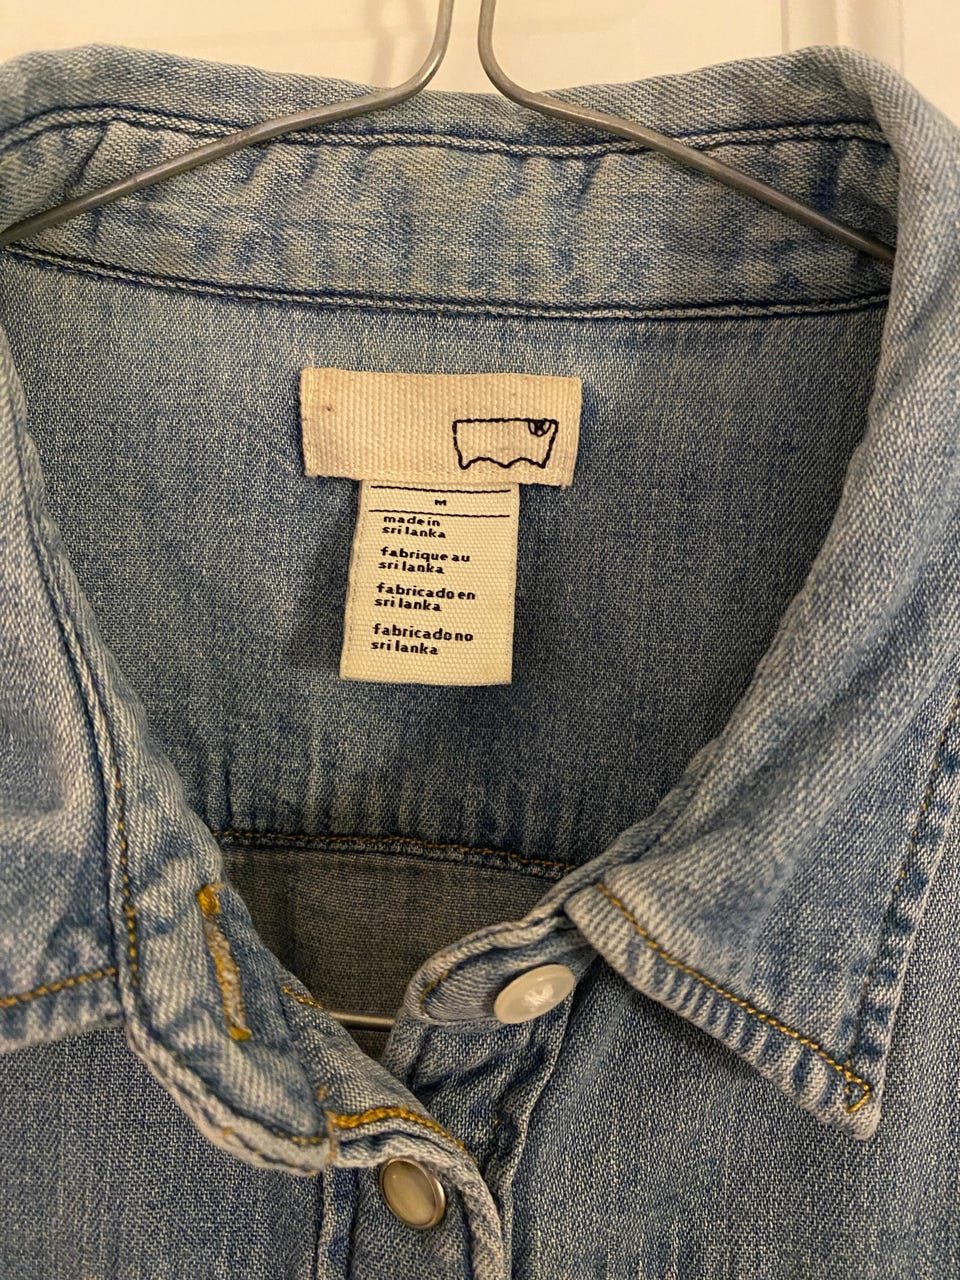 M
made in
sri lanka
fabrique au
sri lanka
fabricado en
sri lanka
fabricado no
sri lanka